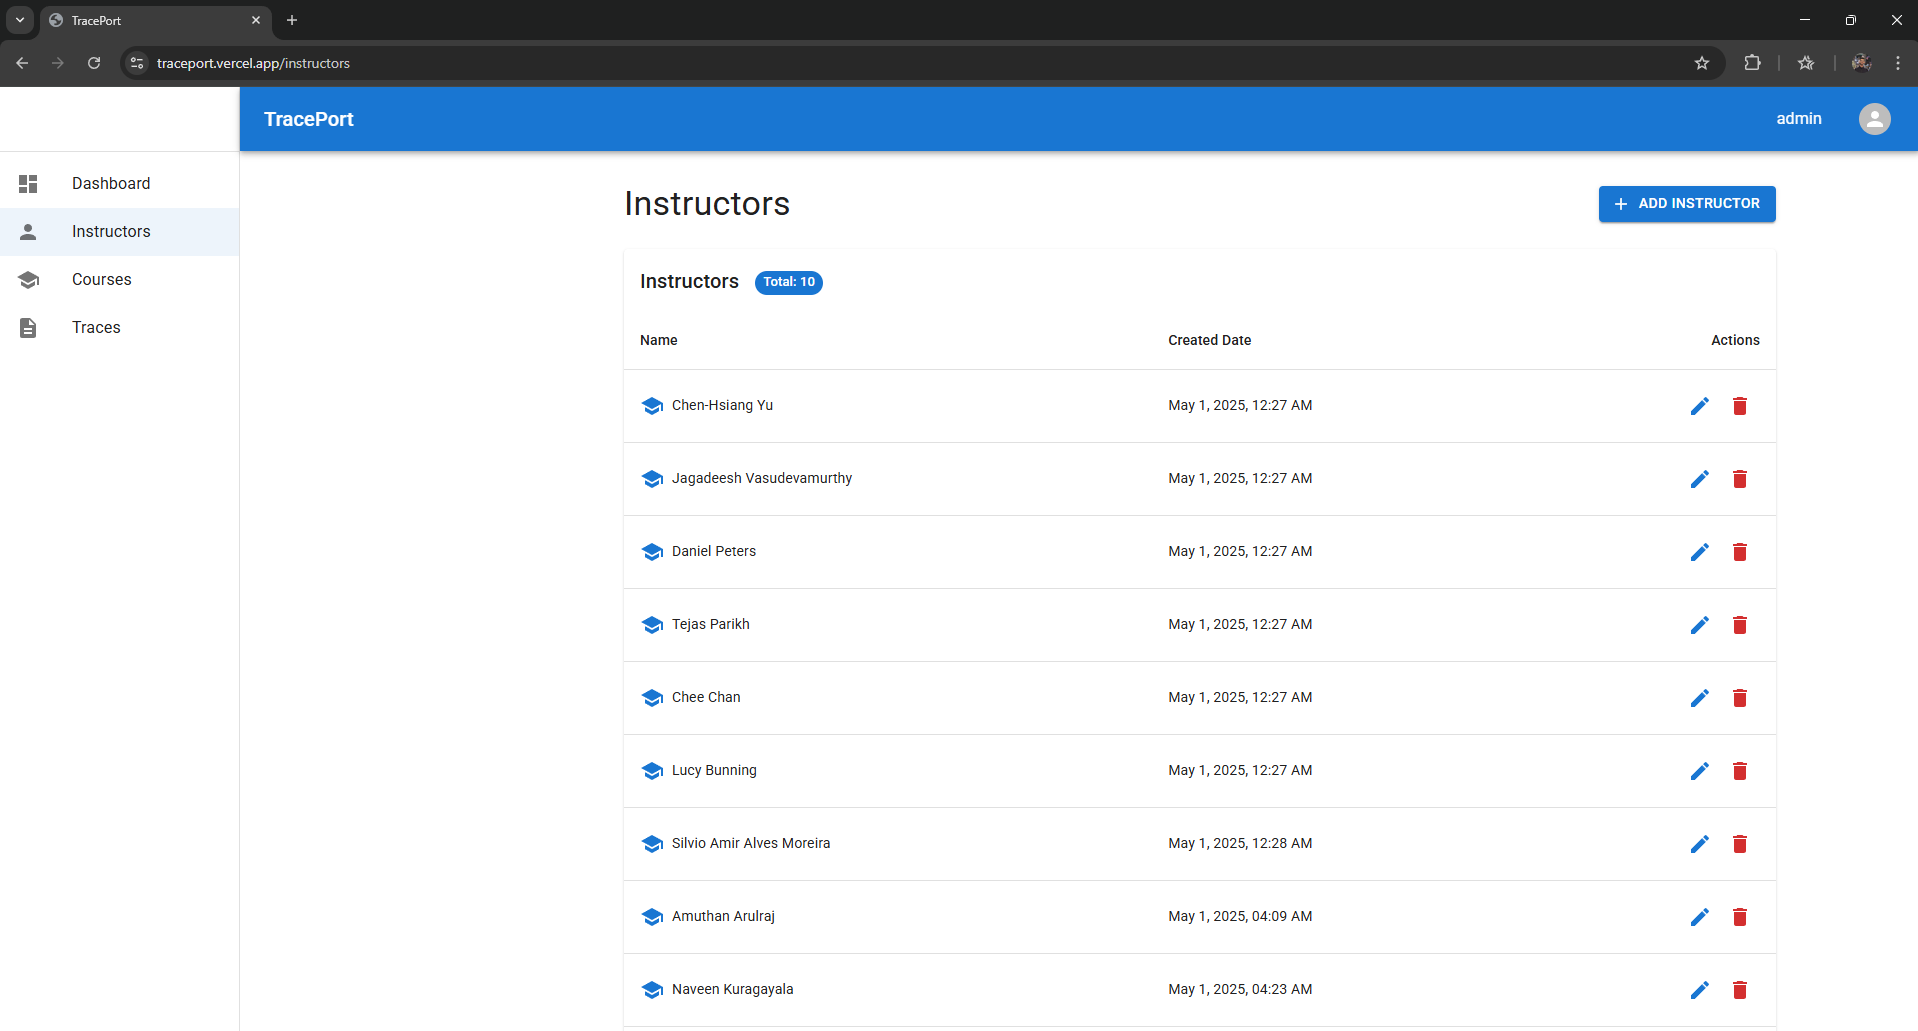 TracePort
traceport.vercel.app/instructors
TracePort
admin
Dashboard
Instructors
Courses
Traces
Instructors
ADD INSTRUCTOR
Instructors Total: 10
Name Created Date Actions
Chen-Hsiang Yu May 1, 2025, 12:27 AM
Jagadeesh Vasudevamurthy May 1, 2025, 12:27 AM
Daniel Peters May 1, 2025, 12:27 AM
Tejas Parikh May 1, 2025, 12:27 AM
Chee Chan May 1, 2025, 12:27 AM
Lucy Bunning May 1, 2025, 12:27 AM
Silvio Amir Alves Moreira May 1, 2025, 12:28 AM
Amuthan Arulraj May 1, 2025, 04:09 AM
Naveen Kuragayala May 1, 2025, 04:23 AM